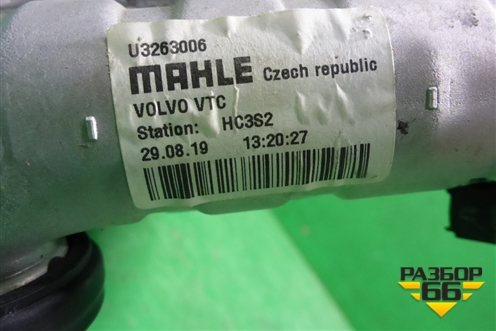 U3263006
MAHLE Czech republic
VOLVO VTC
Station: HC3S2
29.08.19 13:20:27
РАЗБОР
66